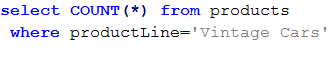 select COUNT(*) from products
where productLine='Vintage Cars'